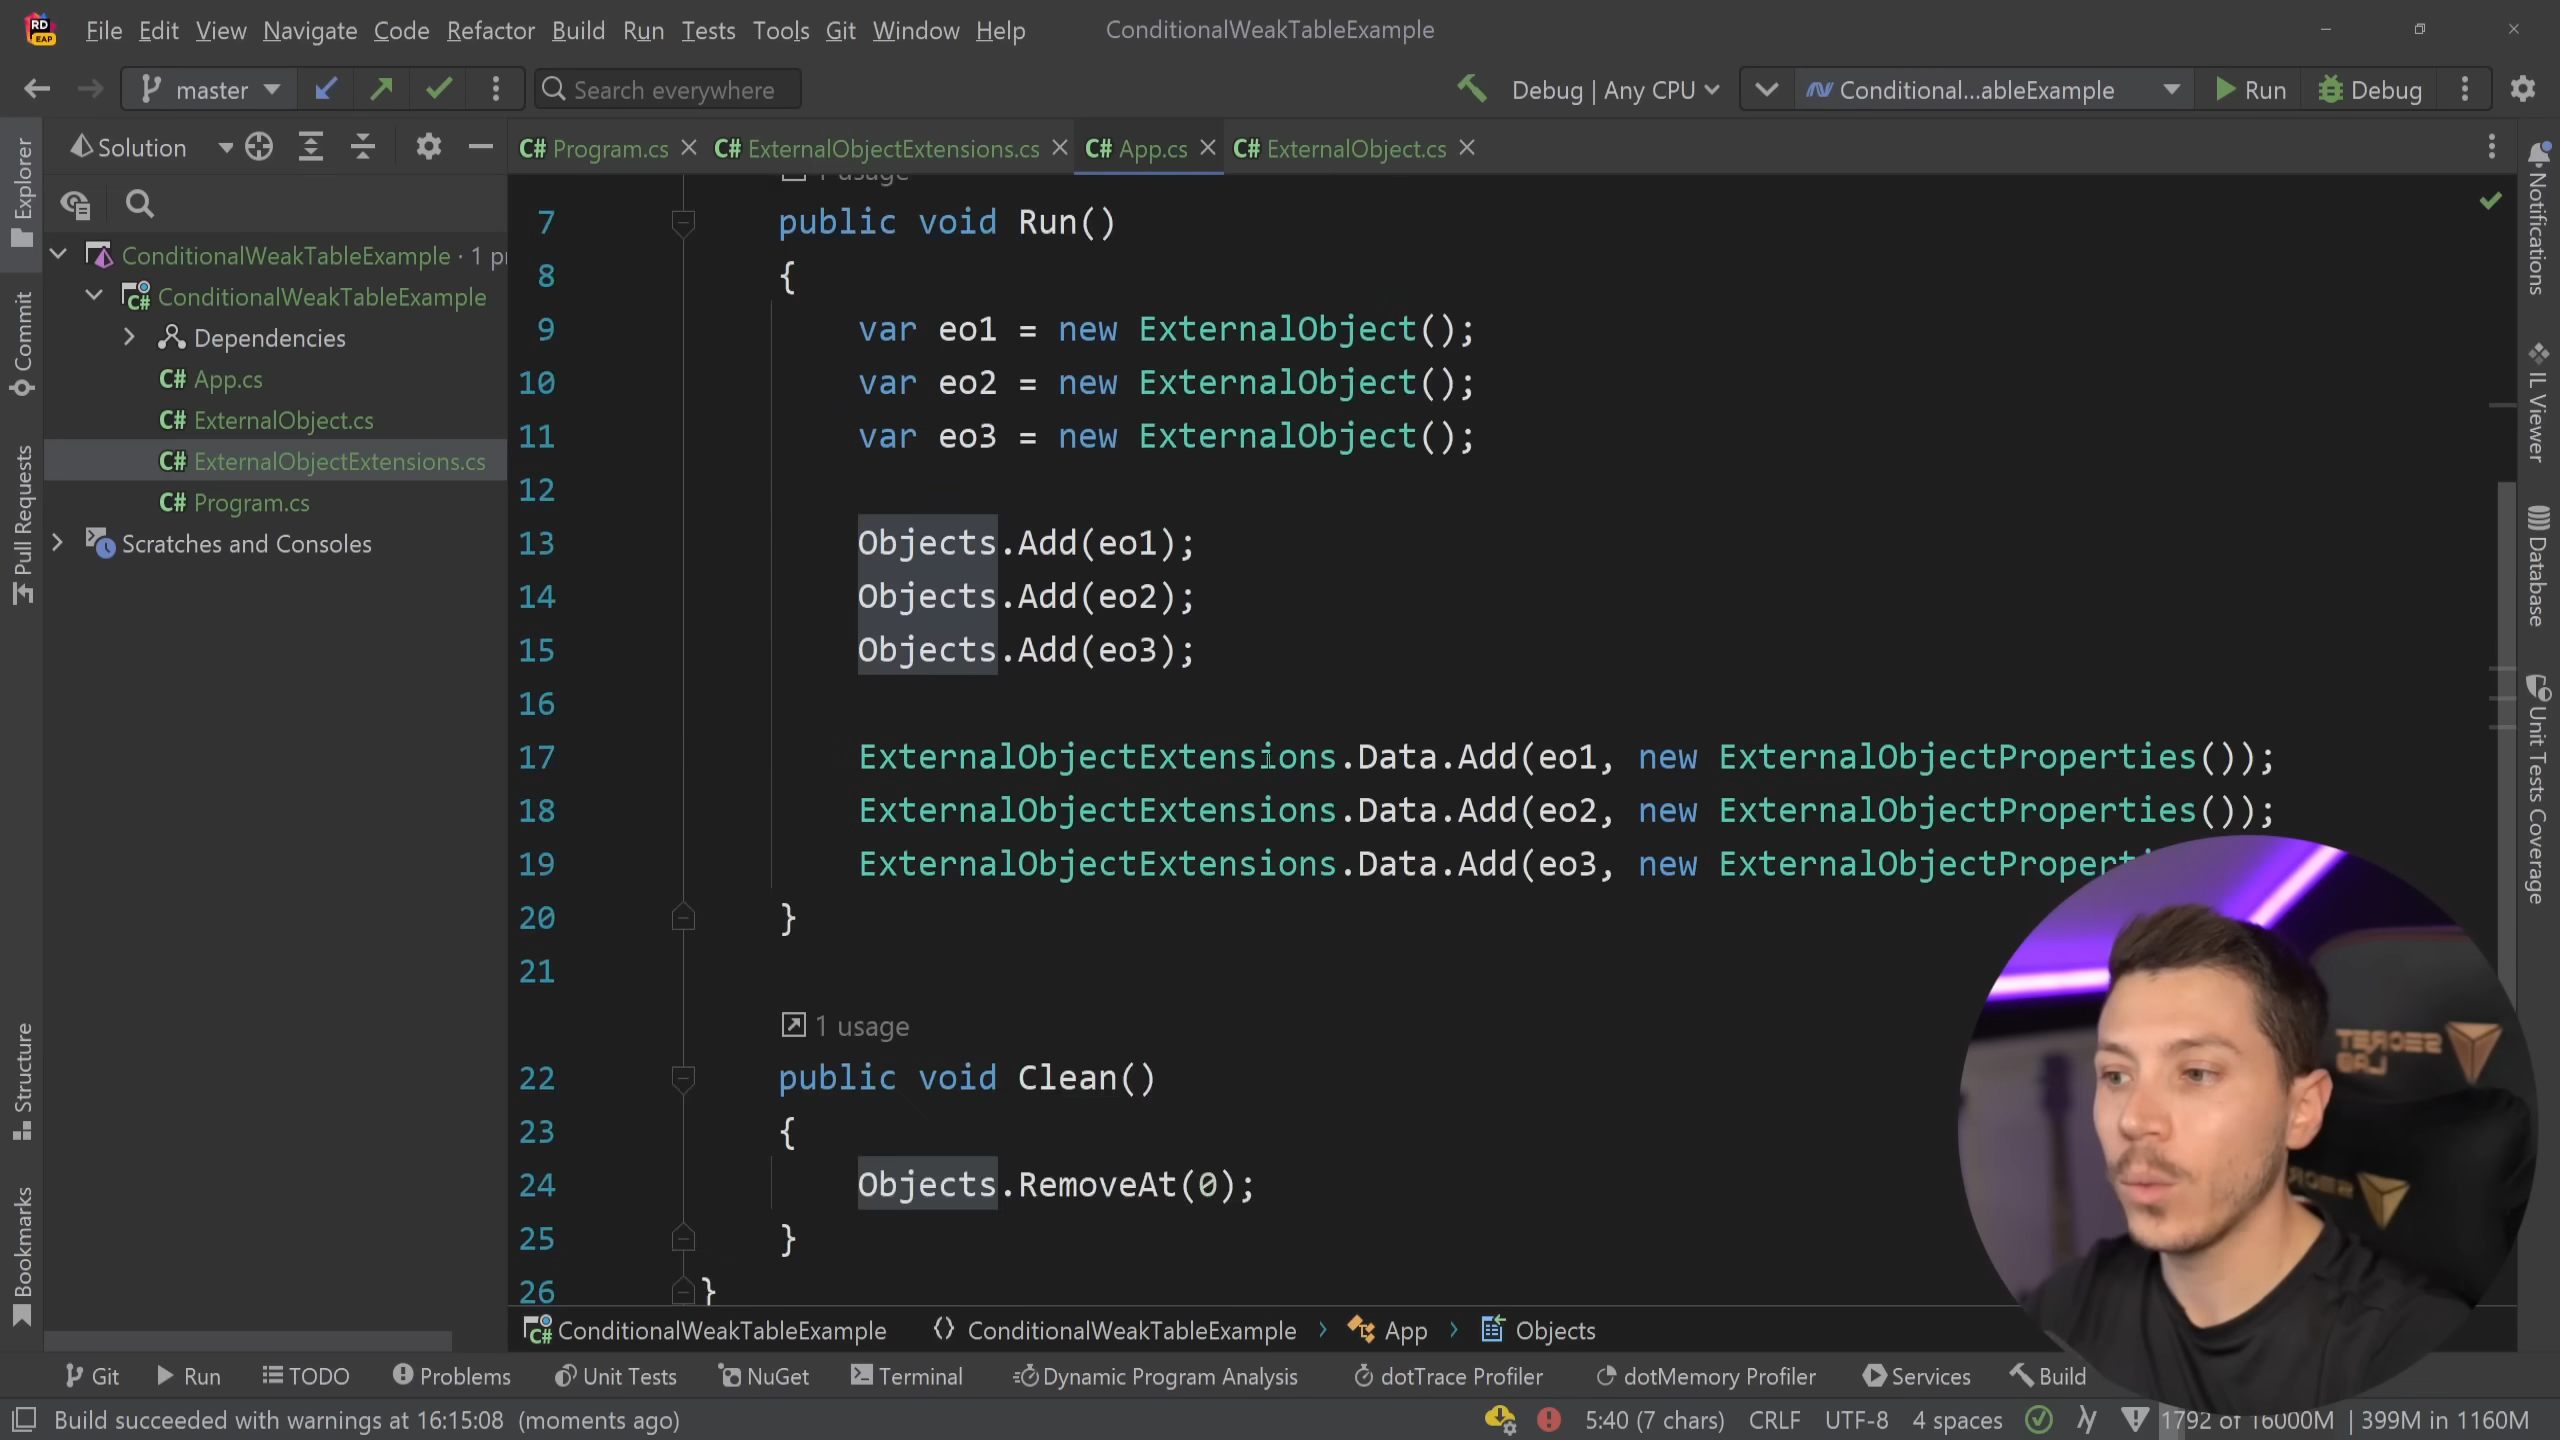 File Edit View Navigate Code Refactor Build Run Tests Tools Git Window Help ConditionalWeakTableExample
master Search everywhere Debug | Any CPU Conditional...ableExample Run Debug
Explorer
Commit
Pull Requests
Structure
Bookmarks
Solution
ConditionalWeakTableExample · 1 pr
ConditionalWeakTableExample
Dependencies
C# App.cs
C# ExternalObject.cs
C# ExternalObjectExtensions.cs
C# Program.cs
Scratches and Consoles
C# Program.cs C# ExternalObjectExtensions.cs C# App.cs C# ExternalObject.cs
1 usage
7 public void Run()
8 {
9 var eo1 = new ExternalObject();
10 var eo2 = new ExternalObject();
11 var eo3 = new ExternalObject();
12
13 Objects.Add(eo1);
14 Objects.Add(eo2);
15 Objects.Add(eo3);
16
17 ExternalObjectExtensions.Data.Add(eo1, new ExternalObjectProperties());
18 ExternalObjectExtensions.Data.Add(eo2, new ExternalObjectProperties());
19 ExternalObjectExtensions.Data.Add(eo3, new ExternalObjectPropert
20 }
21
1 usage
22 public void Clean()
23 {
24 Objects.RemoveAt(0);
25 }
26 }
Notifications
IL Viewer
Database
Unit Tests Coverage
SECRET
LAB
ConditionalWeakTableExample ConditionalWeakTableExample App Objects
Git Run TODO Problems Unit Tests NuGet Terminal Dynamic Program Analysis dotTrace Profiler dotMemory Profiler Services Build
Build succeeded with warnings at 16:15:08 (moments ago) 5:40 (7 chars) CRLF UTF-8 4 spaces 1792 of 16000M | 399M in 1160M